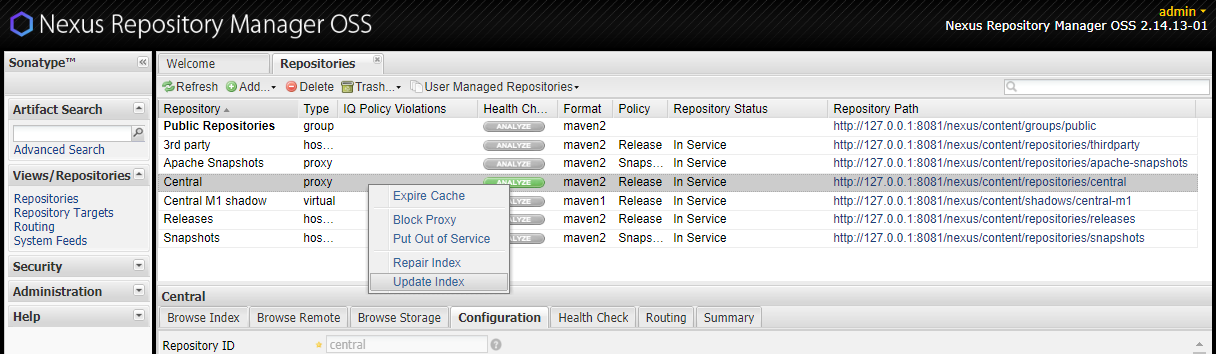 Nexus Repository Manager OSS
admin
Nexus Repository Manager OSS 2.14.13-01
Sonatype™
Artifact Search
Advanced Search
Views/Repositories
Repositories
Repository Targets
Routing
System Feeds
Security
Administration
Help
Welcome Repositories
Refresh Add... Delete Trash... User Managed Repositories
Repository Type IQ Policy Violations Health Ch... Format Policy Repository Status Repository Path
Public Repositories group ANALYZE maven2 http://127.0.0.1:8081/nexus/content/groups/public
3rd party hos... ANALYZE maven2 Release In Service http://127.0.0.1:8081/nexus/content/repositories/thirdparty
Apache Snapshots proxy ANALYZE maven2 Snaps... In Service http://127.0.0.1:8081/nexus/content/repositories/apache-snapshots
Central proxy ANALYZE maven2 Release In Service http://127.0.0.1:8081/nexus/content/repositories/central
Central M1 shadow virtual ANALYZE maven1 Release In Service http://127.0.0.1:8081/nexus/content/shadows/central-m1
Releases hos... ANALYZE maven2 Release In Service http://127.0.0.1:8081/nexus/content/repositories/releases
Snapshots hos... ANALYZE maven2 Snaps... In Service http://127.0.0.1:8081/nexus/content/repositories/snapshots
Expire Cache
Block Proxy
Put Out of Service
Repair Index
Update Index
Central
Browse Index Browse Remote Browse Storage Configuration Health Check Routing Summary
Repository ID central